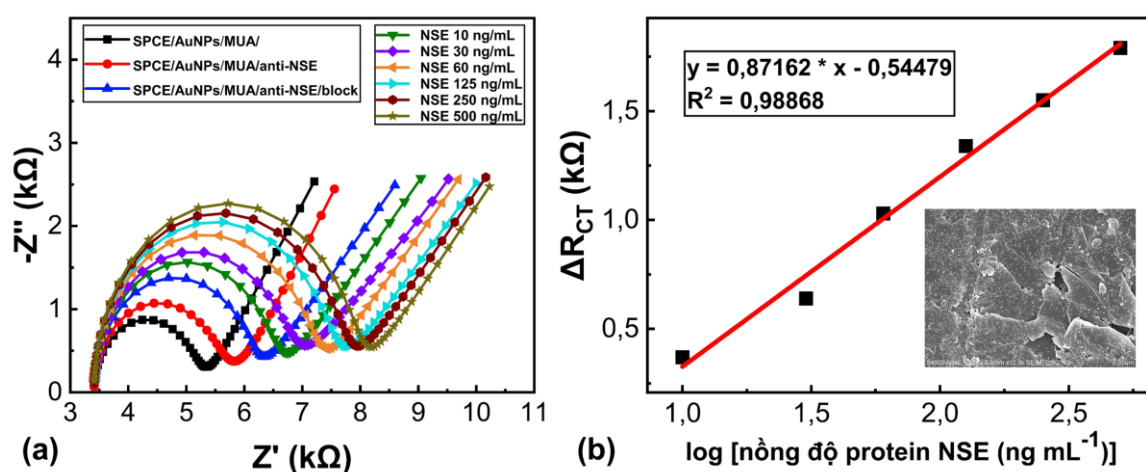 4
3
2
1
0
-Z'' (kΩ)
SPCE/AuNPs/MUA/
SPCE/AuNPs/MUA/anti-NSE
SPCE/AuNPs/MUA/anti-NSE/block
NSE 10 ng/mL
NSE 30 ng/mL
NSE 60 ng/mL
NSE 125 ng/mL
NSE 250 ng/mL
NSE 500 ng/mL
3 4 5 6 7 8 9 10 11
(a) Z' (kΩ)
1,5
1,0
0,5
ΔR_CT (kΩ)
y = 0,87162 * x - 0,54479
R² = 0,98868
1,0 1,5 2,0 2,5
(b) log [nồng độ protein NSE (ng mL⁻¹)]